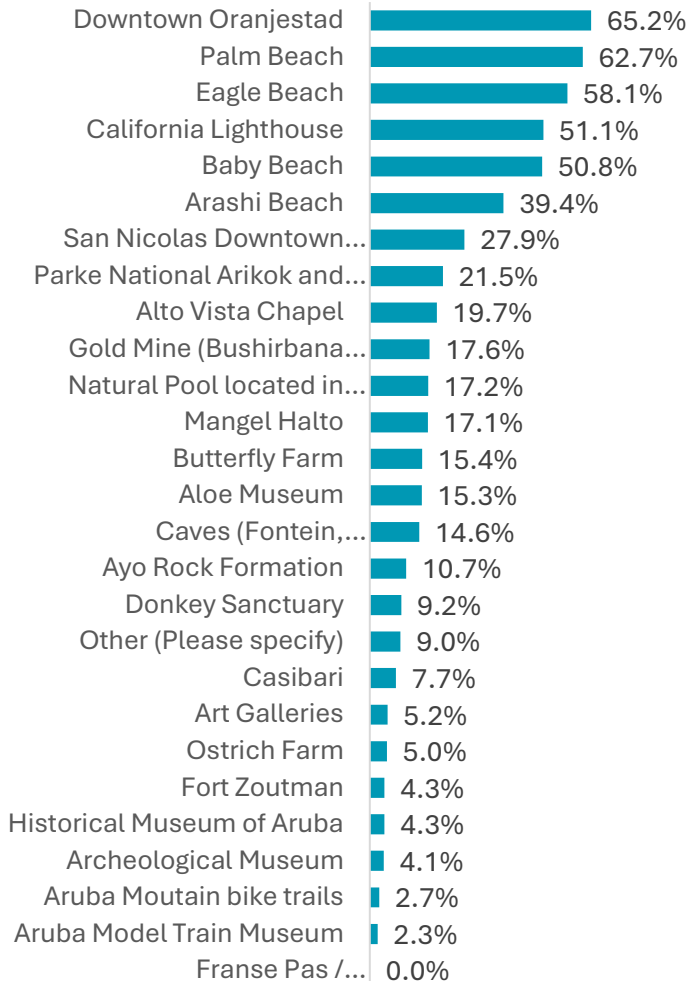 Downtown Oranjestad 65.2%
Palm Beach 62.7%
Eagle Beach 58.1%
California Lighthouse 51.1%
Baby Beach 50.8%
Arashi Beach 39.4%
San Nicolas Downtown... 27.9%
Parke National Arikok and... 21.5%
Alto Vista Chapel 19.7%
Gold Mine (Bushirbana... 17.6%
Natural Pool located in... 17.2%
Mangel Halto 17.1%
Butterfly Farm 15.4%
Aloe Museum 15.3%
Caves (Fontein,... 14.6%
Ayo Rock Formation 10.7%
Donkey Sanctuary 9.2%
Other (Please specify) 9.0%
Casibari 7.7%
Art Galleries 5.2%
Ostrich Farm 5.0%
Fort Zoutman 4.3%
Historical Museum of Aruba 4.3%
Archeological Museum 4.1%
Aruba Moutain bike trails 2.7%
Aruba Model Train Museum 2.3%
Franse Pas /... 0.0%